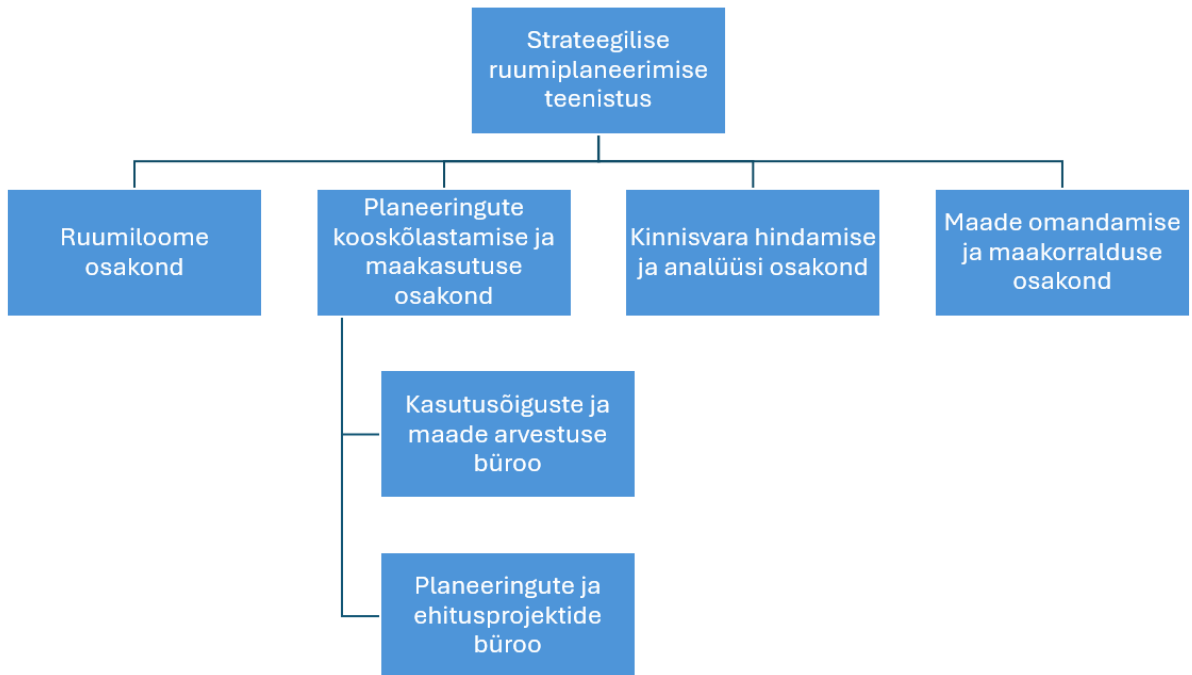 Strateegilise
ruumiplaneerimise
teenistus
Ruumiloome
osakond
Planeeringute
kooskõlastamise ja
maakasutuse
osakond
Kinnisvara hindamise
ja analüüsi osakond
Maade omandamise
ja maakorralduse
osakond
Kasutusõiguste ja
maade arvestuse
büroo
Planeeringute ja
ehitusprojektide
büroo